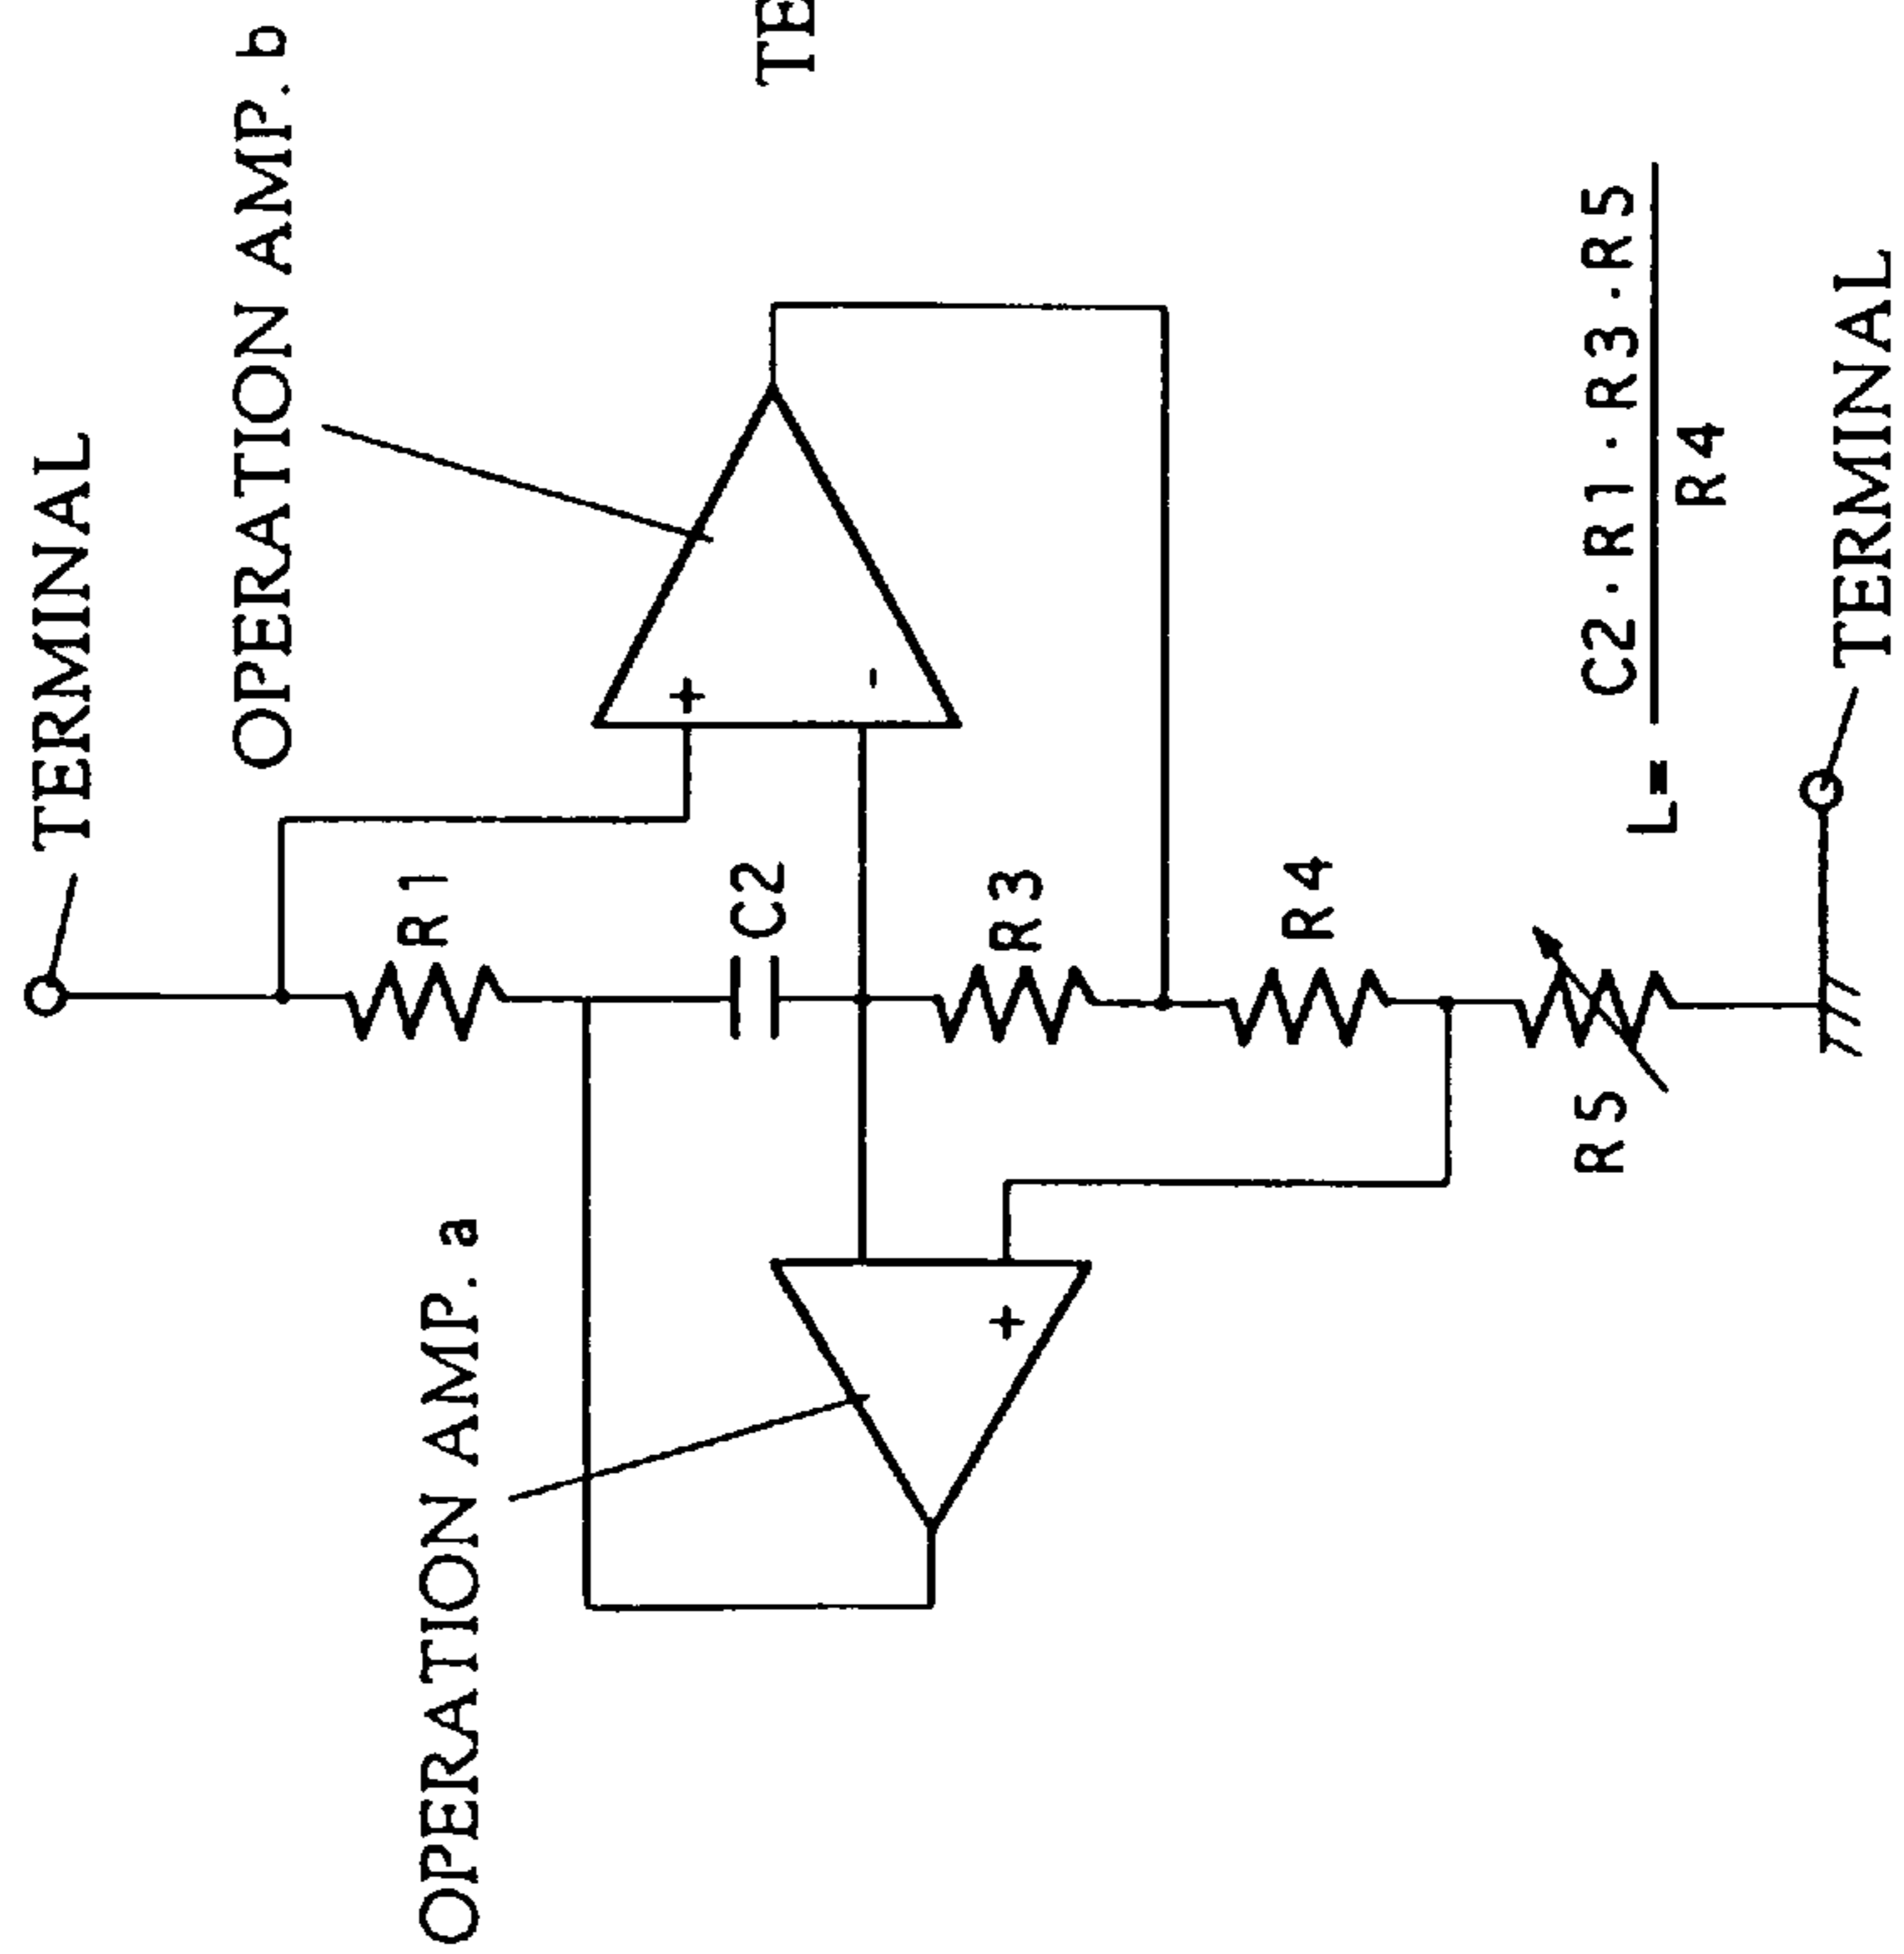 TERMINAL
OPERATION AMP. b
TE
R1
C2
R3
R4
R5
+
-
+
OPERATION AMP. a
L= C2·R1·R3·R5
R4
TERMINAL